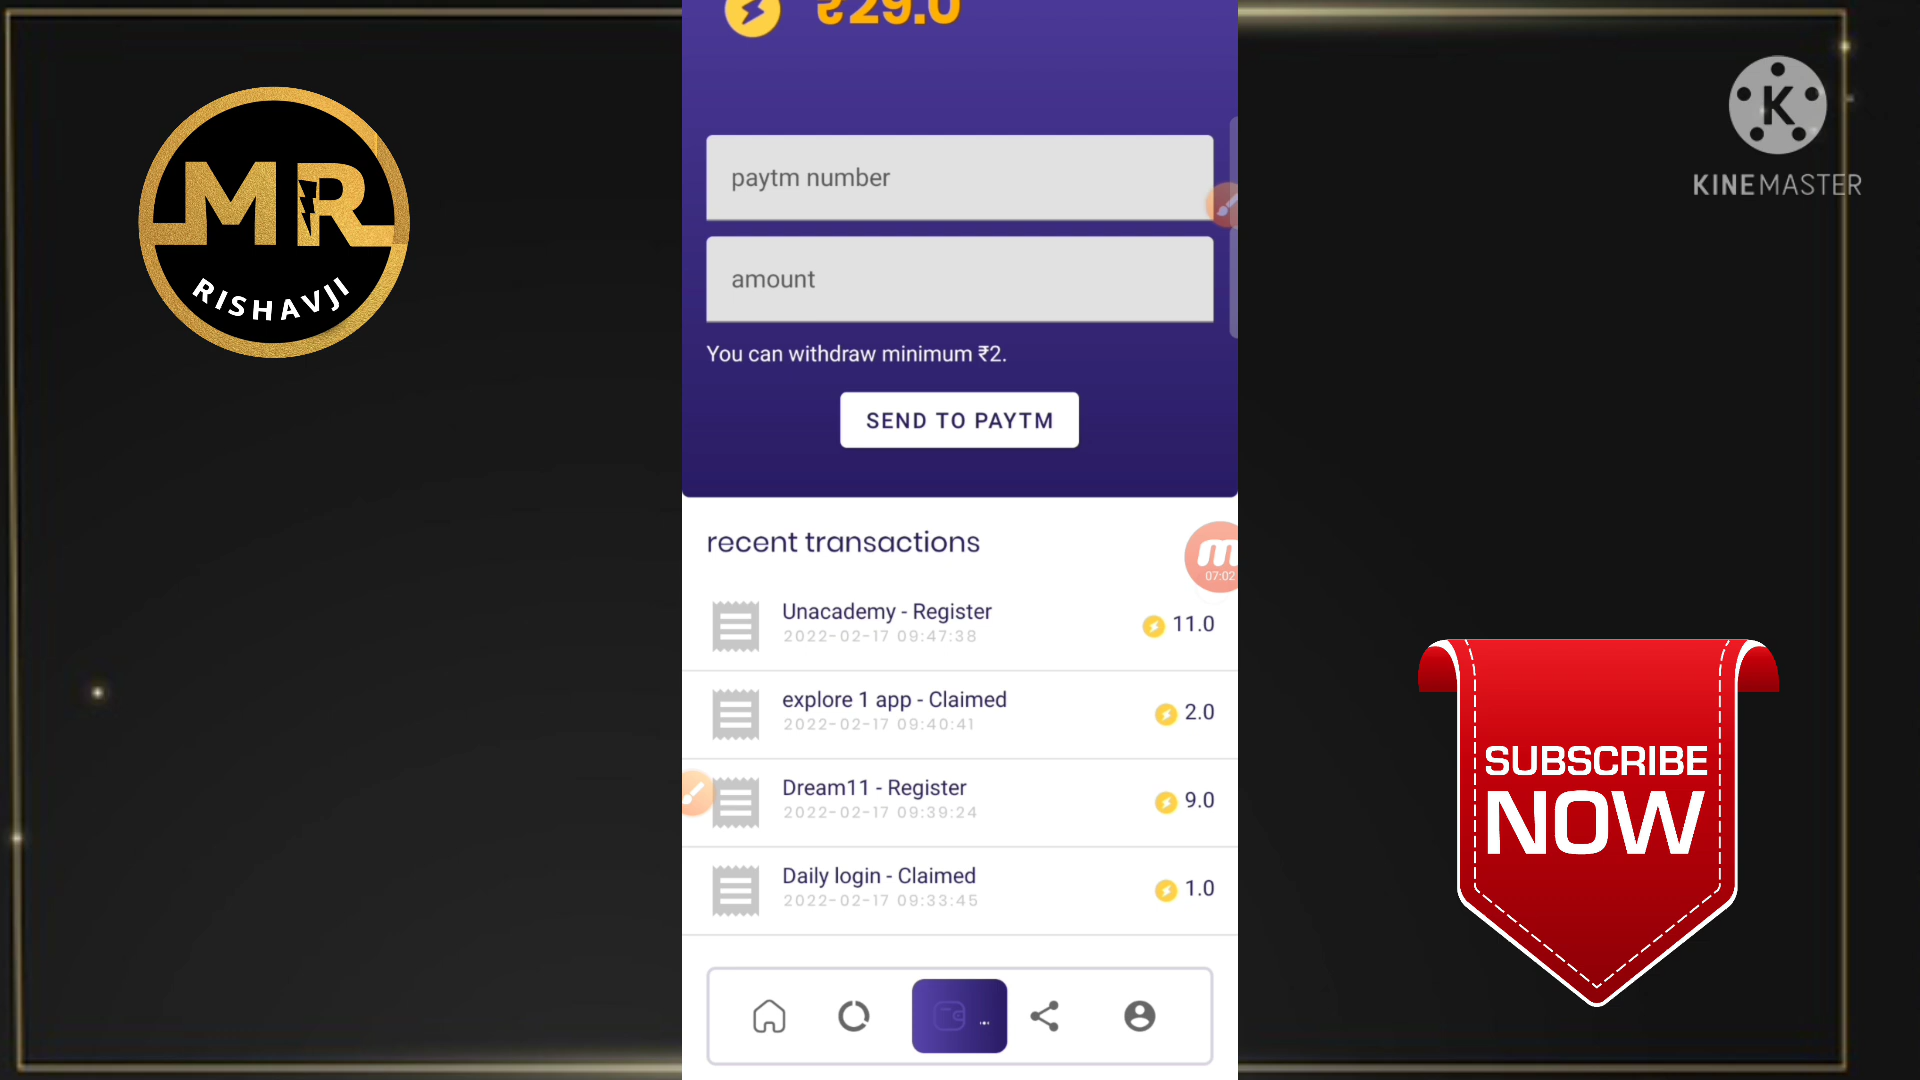 ₹29.0
MR
RISHAVJI
K
KINEMASTER
paytm number
amount
You can withdraw minimum ₹2.
SEND TO PAYTM
recent transactions
m
07:02
Unacademy - Register
2022-02-17 09:47:38
11.0
explore 1 app - Claimed
2022-02-17 09:40:41
2.0
Dream11 - Register
2022-02-17 09:39:24
9.0
Daily login - Claimed
2022-02-17 09:33:45
1.0
SUBSCRIBE
NOW